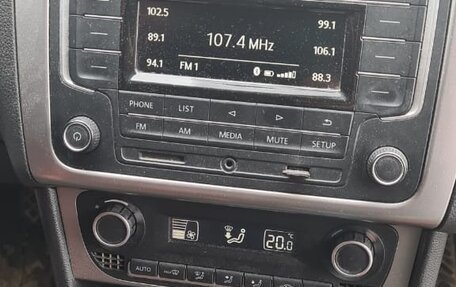 102.5 99.1
89.1 107.4 MHz 106.1
94.1 FM 1 88.3
PHONE LIST
FM AM MEDIA MUTE SETUP
20.0 °C
AUTO